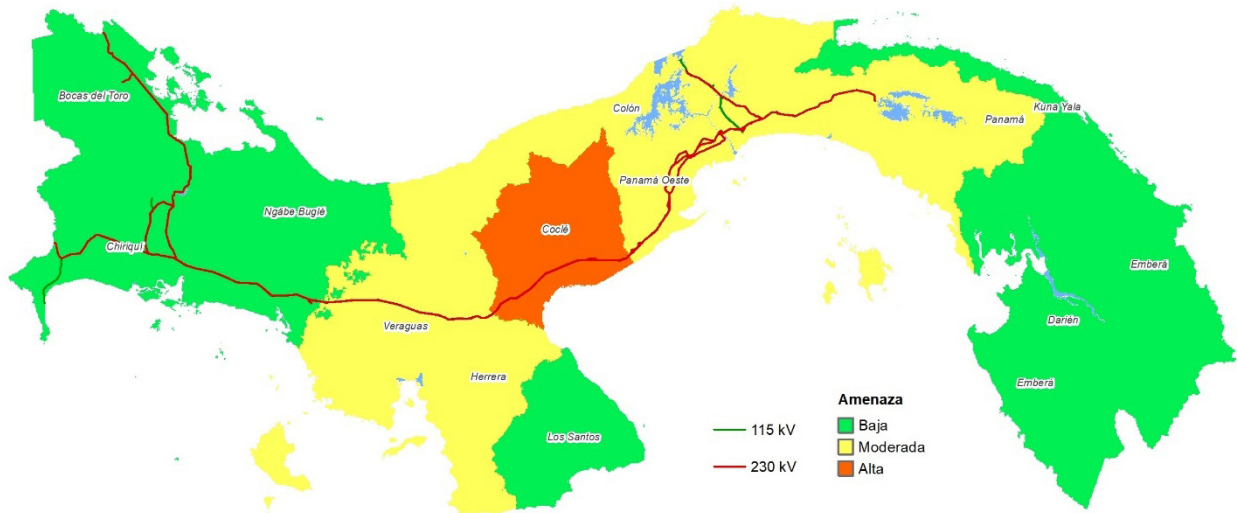 Bocas del Toro
Ngäbe Buglé
Chiriquí
Veraguas
Herrera
Los Santos
Coclé
Colón
Panamá Oeste
Panamá
Kuna Yala
Emberá
Darién
Emberá
115 kV
230 kV
Amenaza
Baja
Moderada
Alta